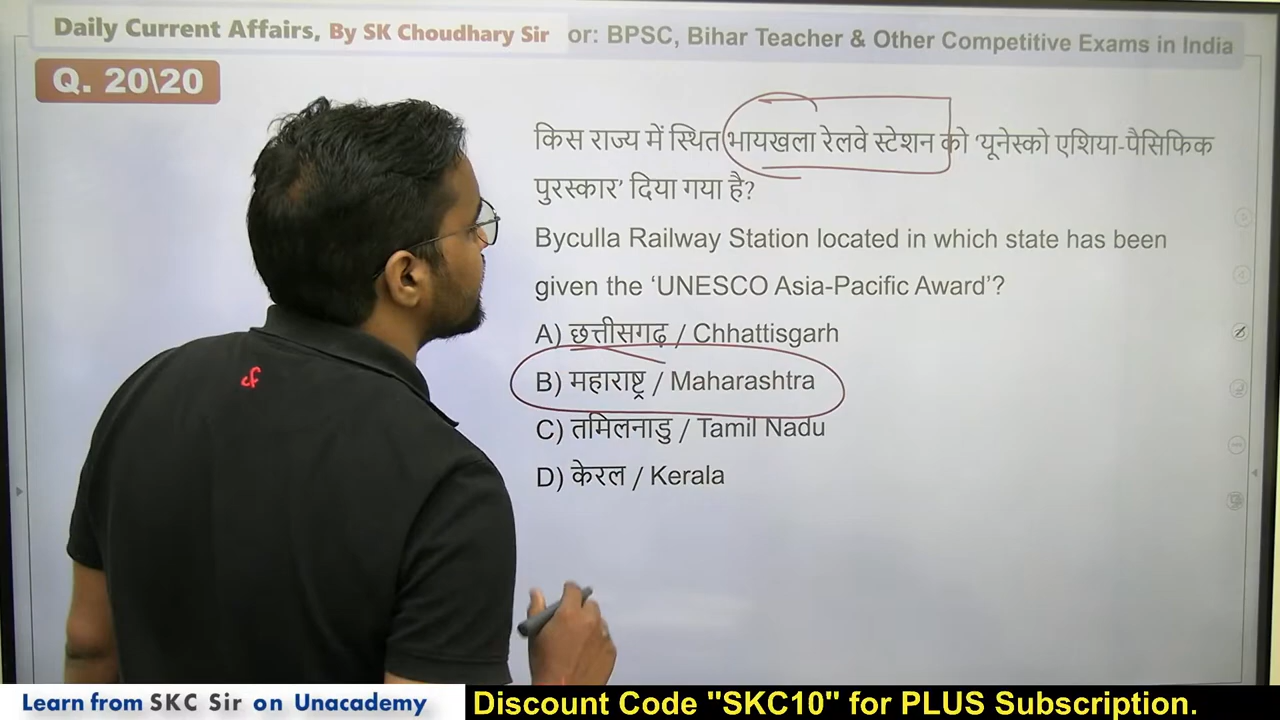 Daily Current Affairs, By SK Choudhary Sir or: BPSC, Bihar Teacher & Other Competitive Exams in India
Q. 20\20
किस राज्य में स्थित भायखला रेलवे स्टेशन को ‘यूनेस्को एशिया-पैसिफिक
पुरस्कार’ दिया गया है?
Byculla Railway Station located in which state has been
given the ‘UNESCO Asia-Pacific Award’?
A) छत्तीसगढ़ / Chhattisgarh
B) महाराष्ट्र / Maharashtra
C) तमिलनाडु / Tamil Nadu
D) केरल / Kerala
Learn from SKC Sir on Unacademy
Discount Code "SKC10" for PLUS Subscription.